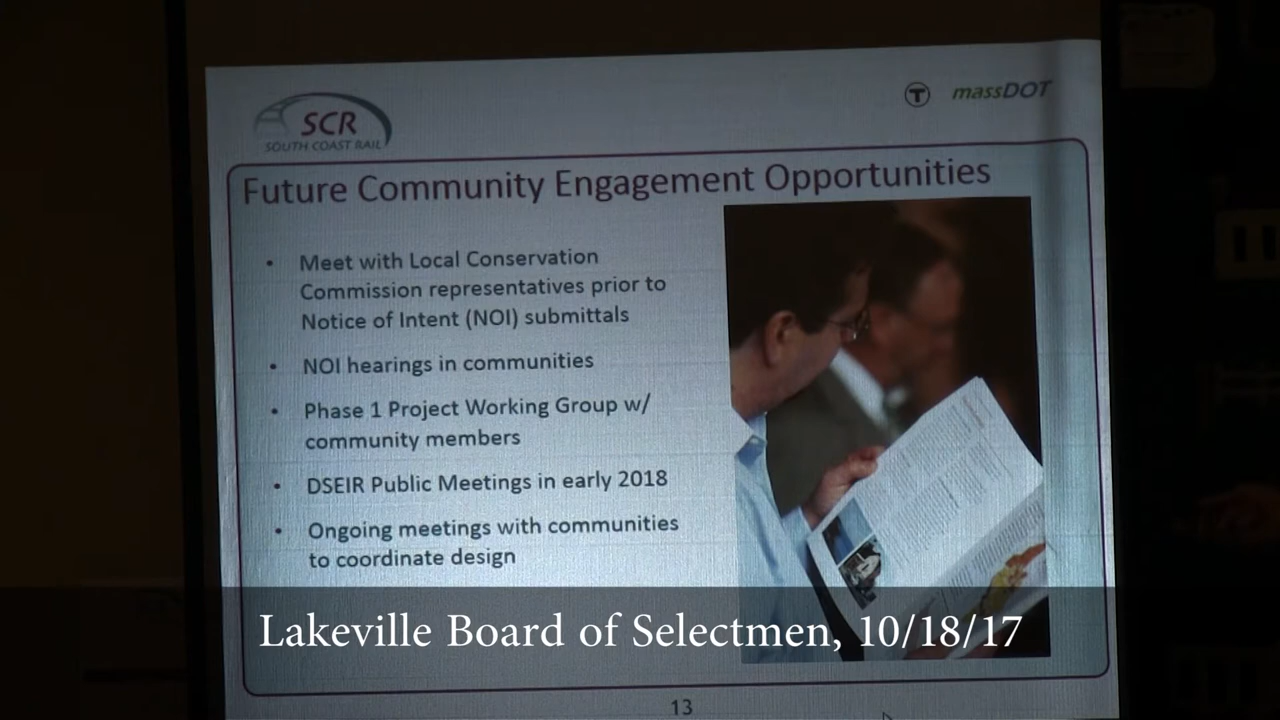 SCR
SOUTH COAST RAIL
T
massDOT
Future Community Engagement Opportunities
• Meet with Local Conservation
Commission representatives prior to
Notice of Intent (NOI) submittals
• NOI hearings in communities
• Phase 1 Project Working Group w/
community members
• DSEIR Public Meetings in early 2018
• Ongoing meetings with communities
to coordinate design
Lakeville Board of Selectmen, 10/18/17
13